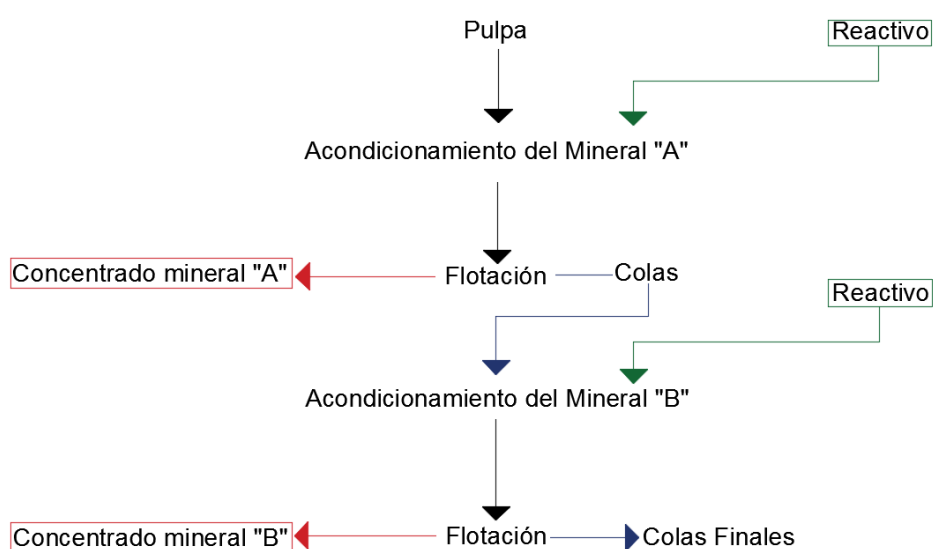 Pulpa
Reactivo
Acondicionamiento del Mineral "A"
Concentrado mineral "A"
Flotación
Colas
Reactivo
Acondicionamiento del Mineral "B"
Concentrado mineral "B"
Flotación
Colas Finales